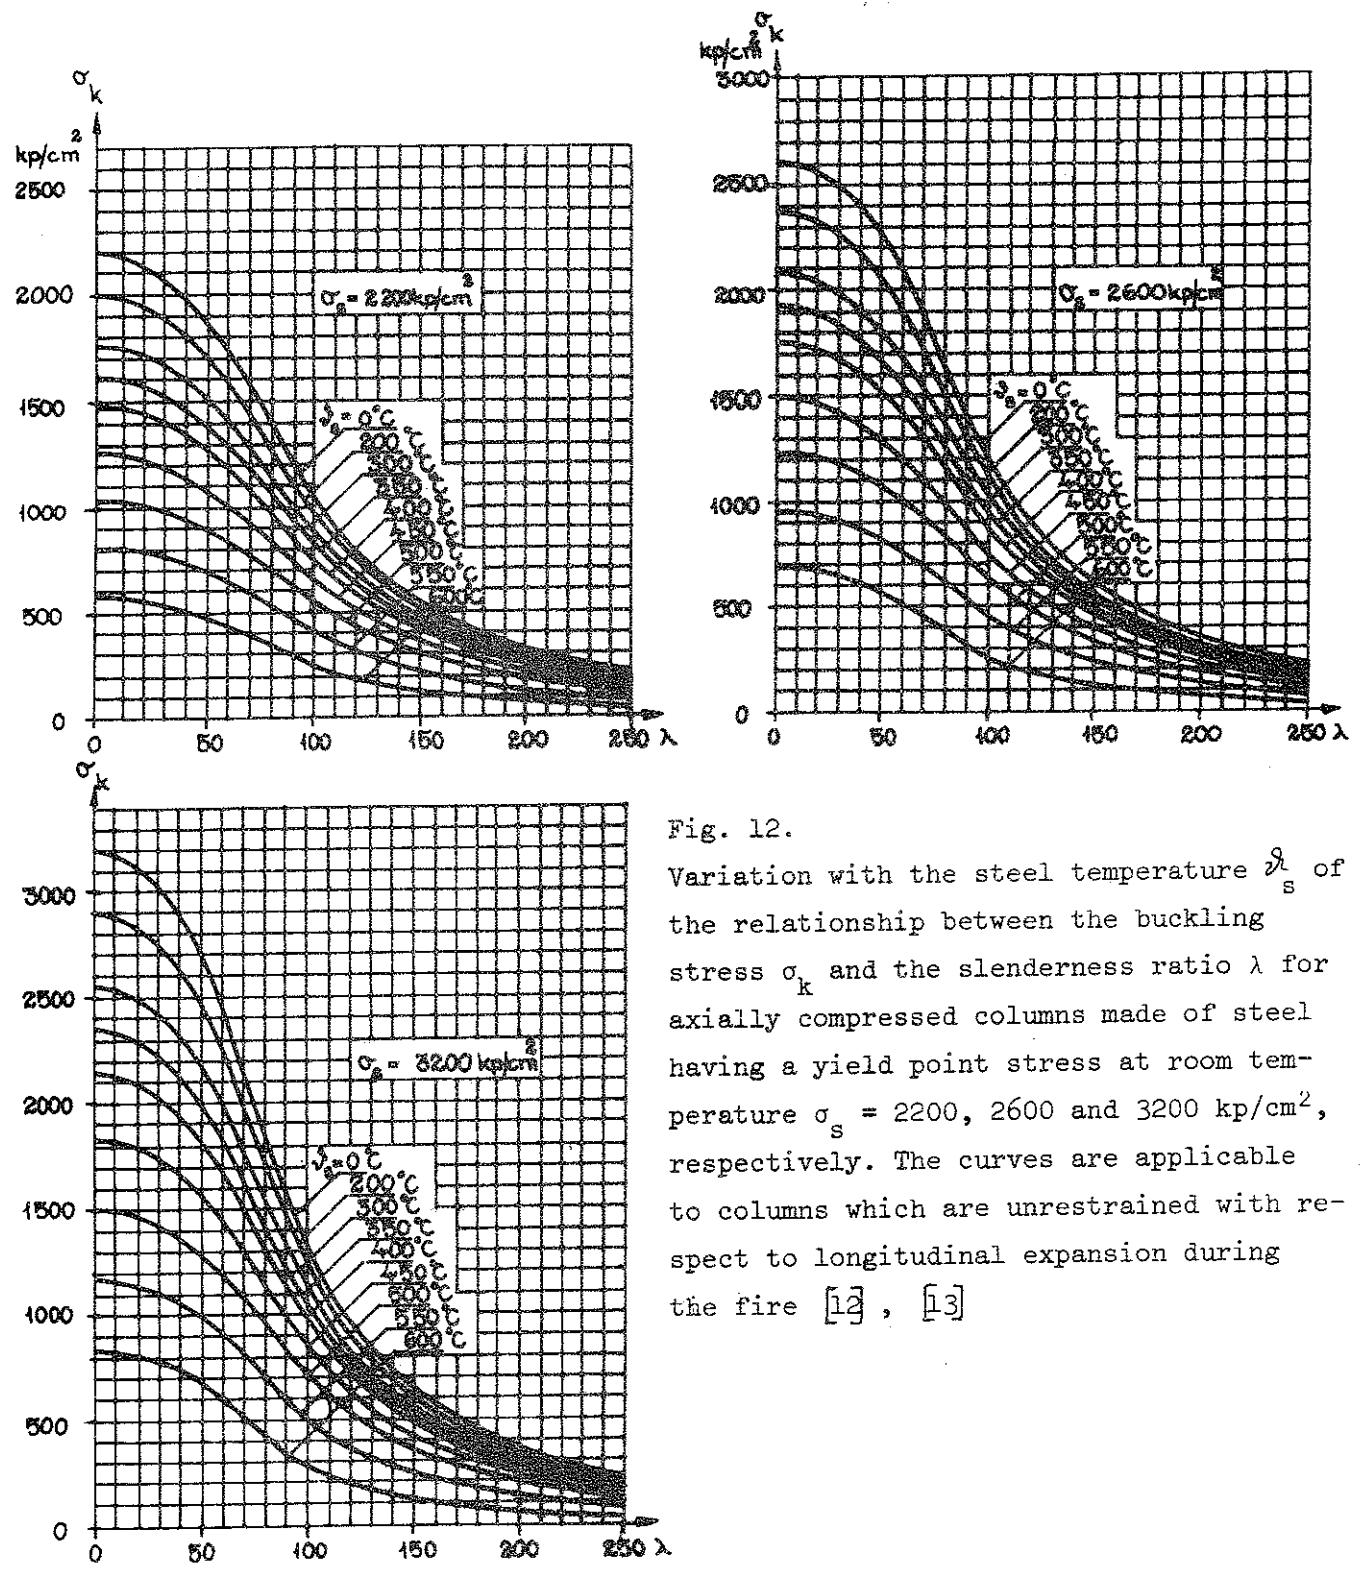 σk
kp/cm²
2500
2000
1500
1000
500
0
σs = 2200kp/cm²
ϑs = 0°C
200°C
300°C
350°C
400°C
450°C
500°C
550°C
600°C
0 50 100 150 200 250 λ
σk
kp/cm²
3000
2500
2000
1500
1000
500
0
σs = 2600kp/cm²
ϑs = 0°C
200°C
300°C
350°C
400°C
450°C
500°C
550°C
600°C
0 50 100 150 200 250 λ
σk
3000
2500
2000
1500
1000
500
0
σs = 3200 kp/cm²
ϑs = 0°C
200°C
300°C
350°C
400°C
450°C
500°C
550°C
600°C
0 50 100 150 200 250 λ
Fig. 12.
Variation with the steel temperature ϑs of
the relationship between the buckling
stress σk and the slenderness ratio λ for
axially compressed columns made of steel
having a yield point stress at room tem-
perature σs = 2200, 2600 and 3200 kp/cm²,
respectively. The curves are applicable
to columns which are unrestrained with re-
spect to longitudinal expansion during
the fire [12] , [13]